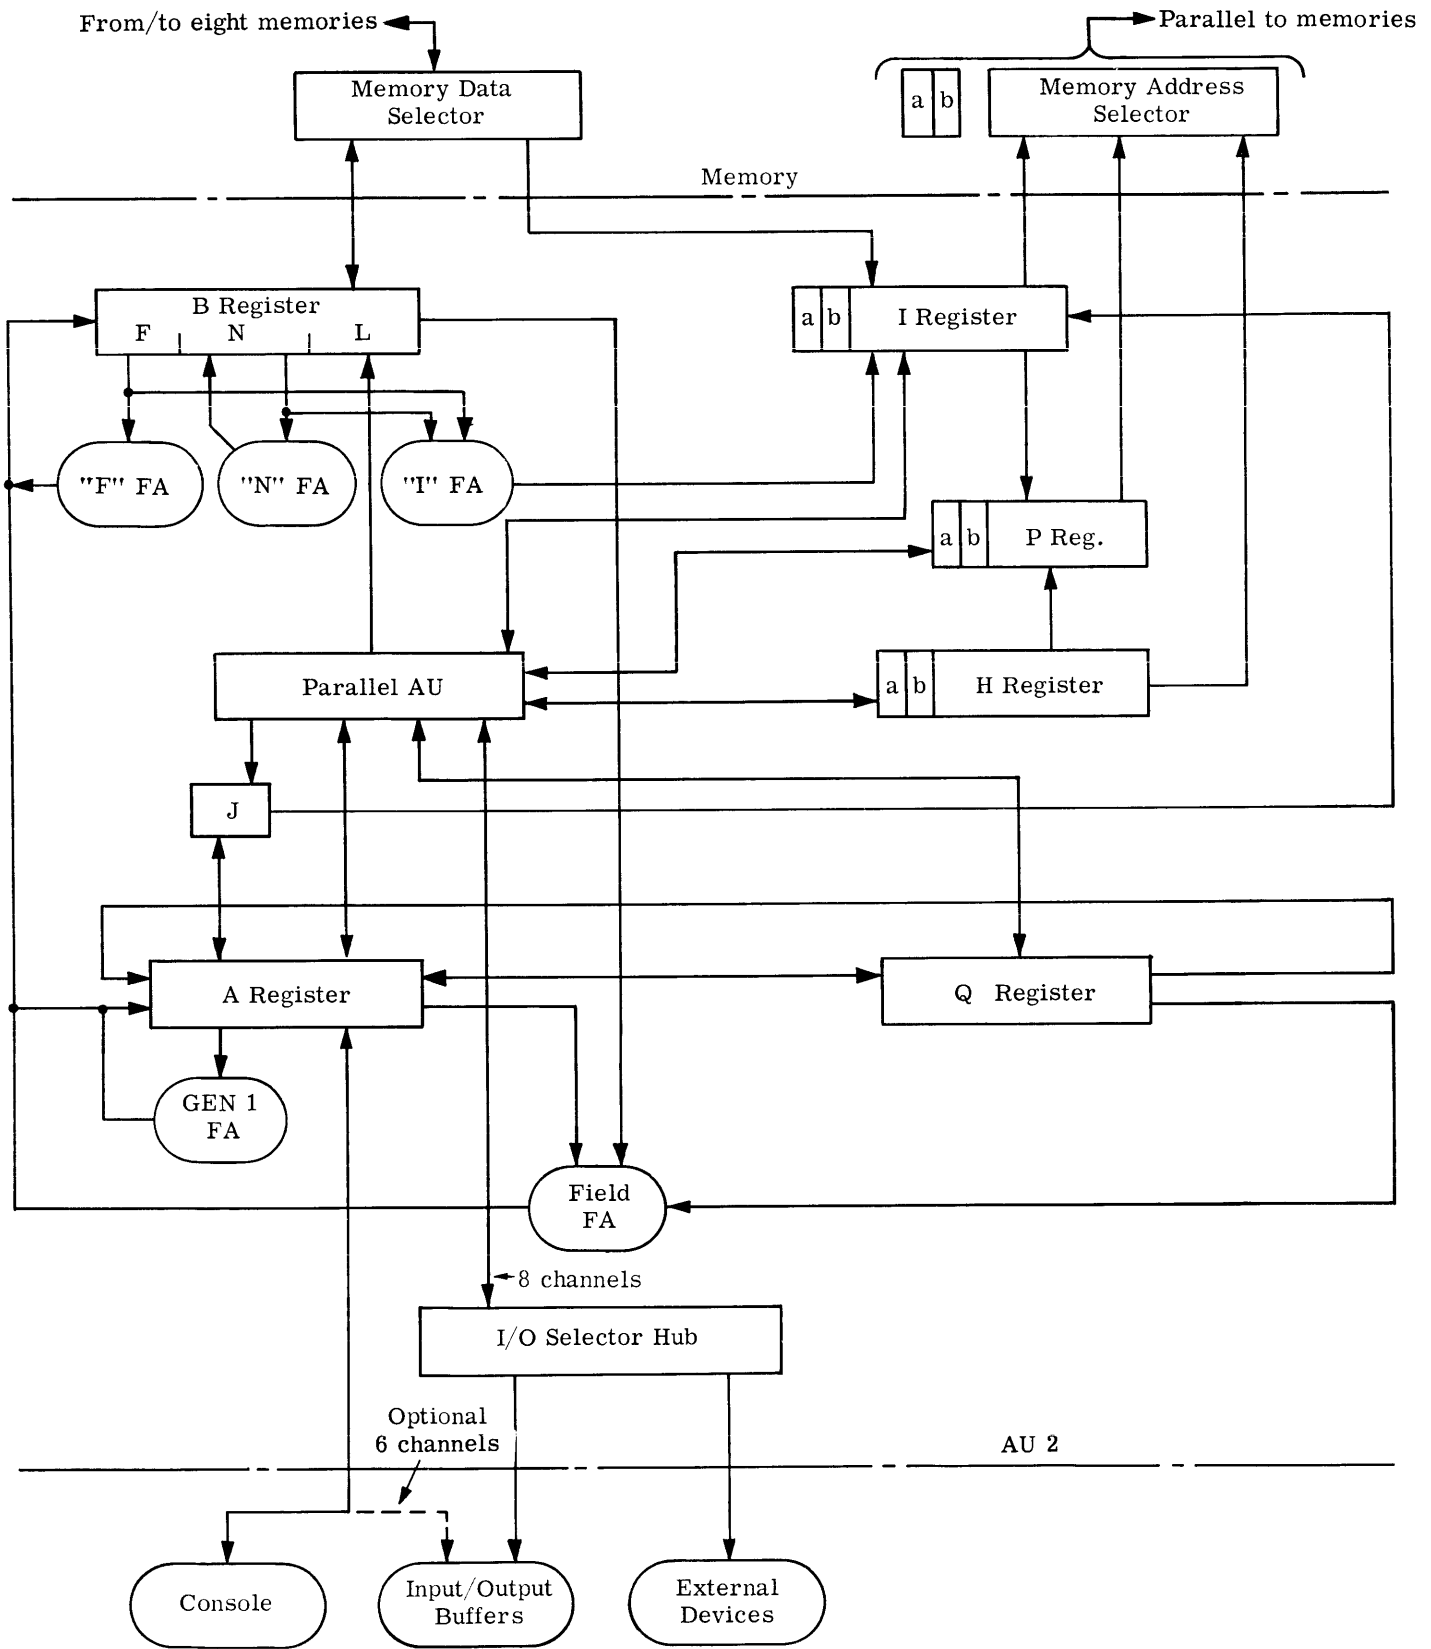 From/to eight memories
Parallel to memories
Memory Data
Selector
a b
Memory Address
Selector
Memory
B Register
F N L
a b I Register
"F" FA
"N" FA
"I" FA
a b P Reg.
Parallel AU
a b H Register
J
A Register
Q Register
GEN 1
FA
Field
FA
8 channels
I/O Selector Hub
Optional
6 channels
AU 2
Console
Input/Output
Buffers
External
Devices